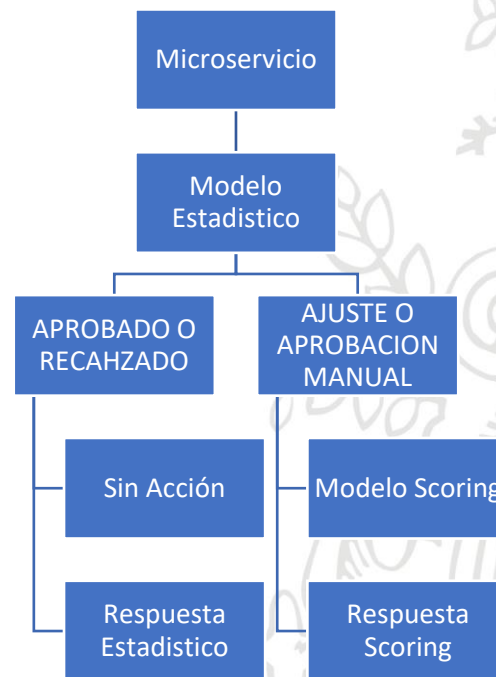 Microservicio
Modelo
Estadistico
APROBADO O
RECAHZADO
AJUSTE O
APROBACION
MANUAL
Sin Acción
Modelo Scoring
Respuesta
Estadistico
Respuesta
Scoring